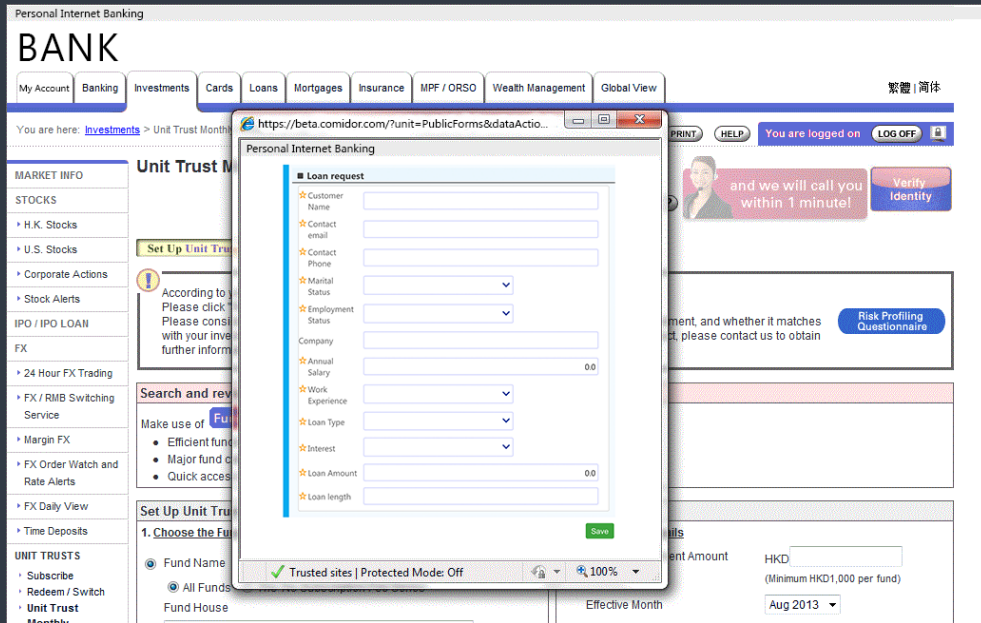 Personal Internet Banking
BANK
My Account Banking Investments Cards Loans Mortgages Insurance MPF / ORSO Wealth Management Global View
繁體 | 简体
You are here: Investments > Unit Trust Monthly
PRINT HELP You are logged on LOG OFF
MARKET INFO
STOCKS
H.K. Stocks
U.S. Stocks
Corporate Actions
Stock Alerts
IPO / IPO LOAN
FX
24 Hour FX Trading
FX / RMB Switching
Service
Margin FX
FX Order Watch and
Rate Alerts
FX Daily View
Time Deposits
UNIT TRUSTS
Subscribe
Redeem / Switch
Unit Trust
Monthly
Unit Trust M
and we will call you
within 1 minute!
Verify
Identity
Set Up Unit Tru
!
According to y
Please click "
Please consi
with your inve
further inform
ment, and whether it matches
ct, please contact us to obtain
Risk Profiling
Questionnaire
Search and rev
Make use of Fu
Efficient fund
Major fund c
Quick acces
Set Up Unit Tru
1. Choose the Fu
Fund Name
All Funds
Fund House
ils
ent Amount HKD
(Minimum HKD1,000 per fund)
Effective Month Aug 2013
https://beta.comidor.com/?unit=PublicForms&dataActio...
Personal Internet Banking
Loan request
Customer
Name
Contact
email
Contact
Phone
Marital
Status
Employment
Status
Company
Annual
Salary 0.0
Work
Experience
Loan Type
Interest
Loan Amount 0.0
Loan length
Save
Trusted sites | Protected Mode: Off 100%